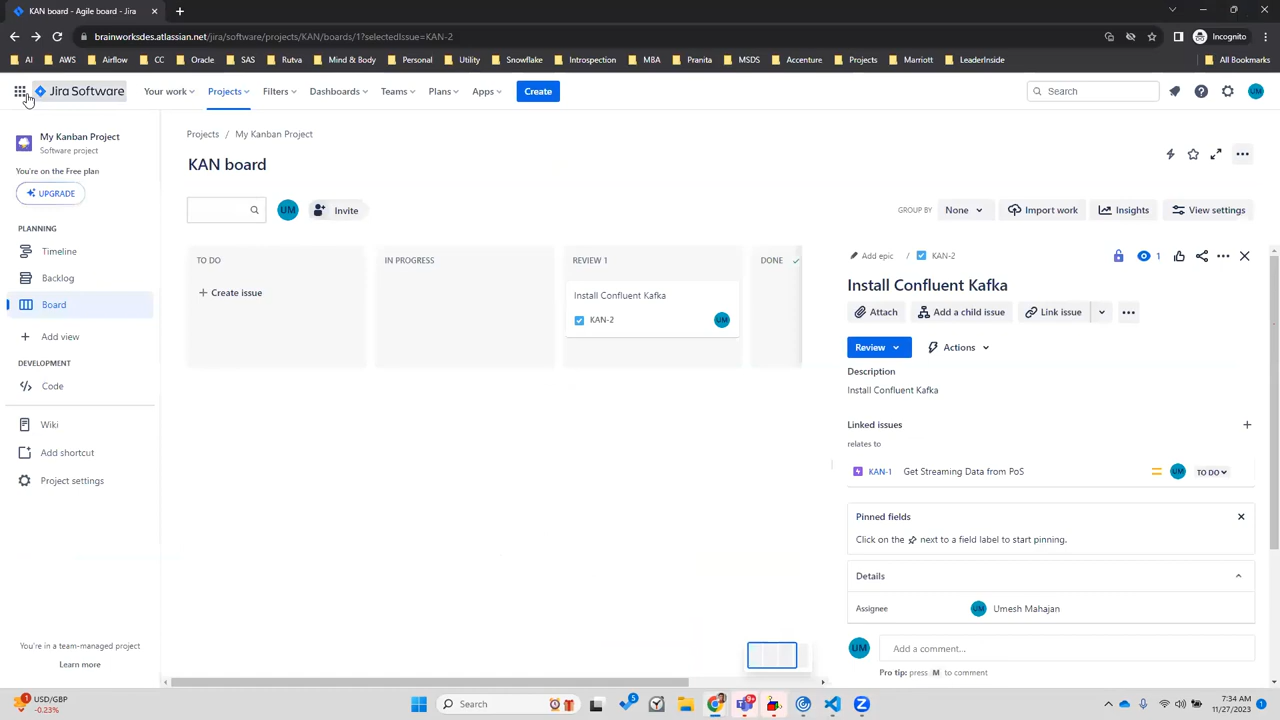 KAN board - Agile board - Jira
brainworksdes.atlassian.net/jira/software/projects/KAN/boards/1?selectedIssue=KAN-2
Incognito
AI AWS Airflow CC Oracle SAS Rutva Mind & Body Personal Utility Snowflake Introspection MBA Pranita MSDS Accenture Projects Marriott LeaderInside All Bookmarks
Jira Software Your work Projects Filters Dashboards Teams Plans Apps Create Search UM
My Kanban Project
Software project
You're on the Free plan
UPGRADE
PLANNING
Timeline
Backlog
Board
Add view
DEVELOPMENT
Code
Wiki
Add shortcut
Project settings
You're in a team-managed project
Learn more
Projects / My Kanban Project
KAN board
UM Invite GROUP BY None Import work Insights View settings
TO DO
Create issue
IN PROGRESS
REVIEW 1
Install Confluent Kafka
KAN-2 UM
DONE
Add epic / KAN-2 1
Install Confluent Kafka
Attach Add a child issue Link issue
Review Actions
Description
Install Confluent Kafka
Linked issues
relates to
KAN-1 Get Streaming Data from PoS UM TO DO
Pinned fields
Click on the next to a field label to start pinning.
Details
Assignee UM Umesh Mahajan
UM Add a comment...
Pro tip: press M to comment
1 USD/GBP
-0.23%
Search
5
9+
7:34 AM
11/27/2023
1